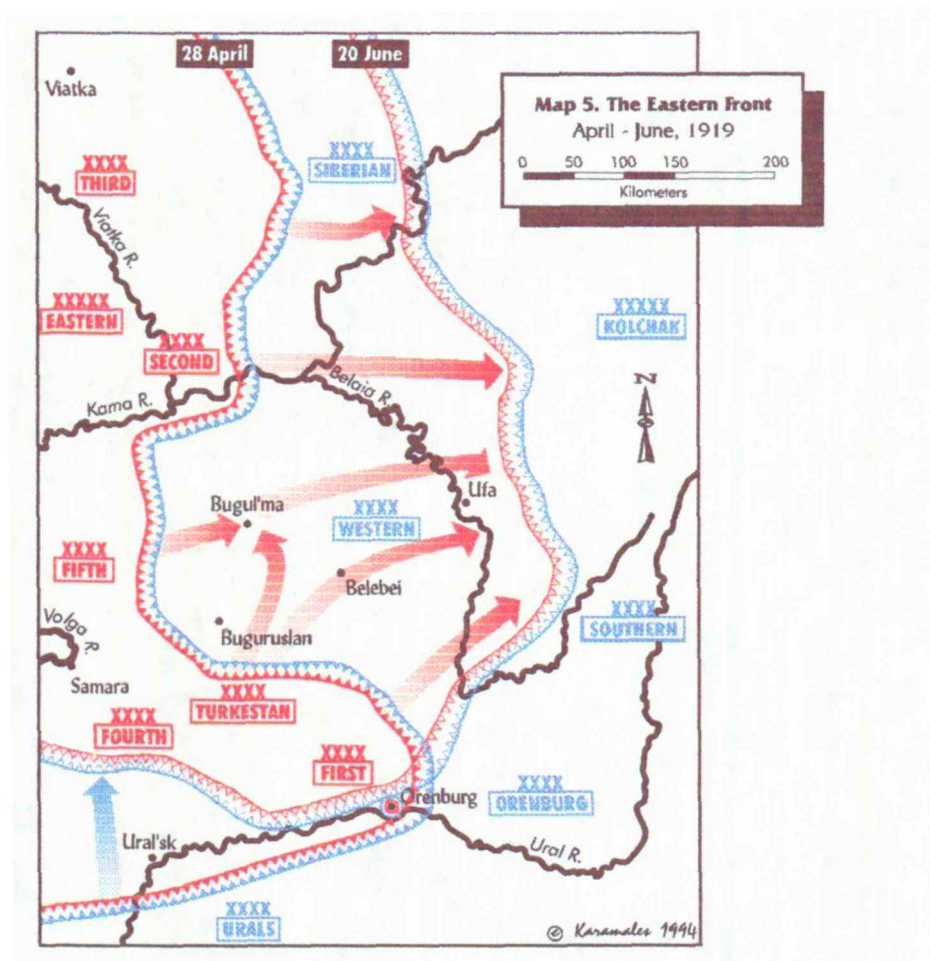 28 April
20 June
Viatka
Map 5. The Eastern Front
April - June, 1919
0 50 100 150 200
Kilometers
XXXX
SIBERIAN
XXXX
THIRD
Viatka R.
XXXXX
EASTERN
XXXXX
KOLCHAK
XXXX
SECOND
N
Belaia R.
Kama R.
Ufa
Bugul'ma
XXXX
WESTERN
XXXX
FIFTH
Belebei
XXXX
SOUTHERN
Volga R.
Buguruslan
Samara
XXXX
TURKESTAN
XXXX
FOURTH
XXXX
FIRST
Orenburg
XXXX
ORENBURG
Ural'sk
Ural R.
XXXX
URALS
© Karamales 1994